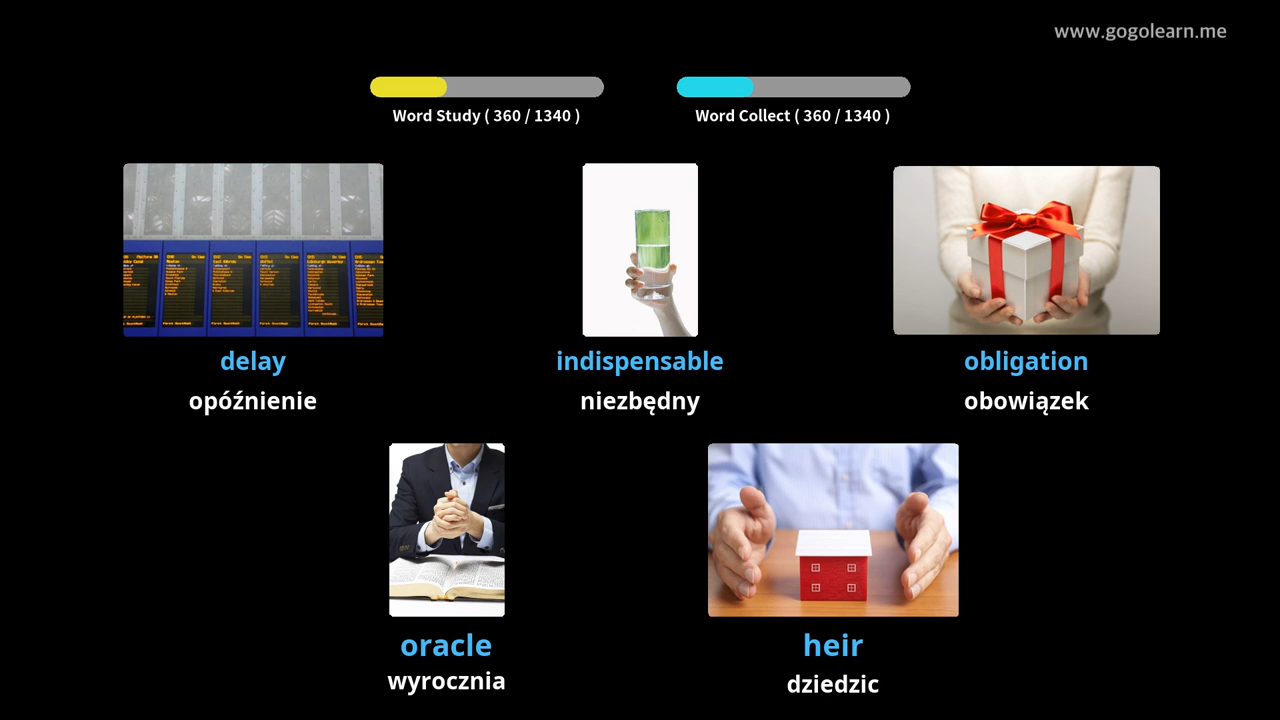 www.gogolearn.me
Word Study ( 360 / 1340 )
Word Collect ( 360 / 1340 )
delay
opóźnienie
indispensable
niezbędny
obligation
obowiązek
oracle
wyrocznia
heir
dziedzic